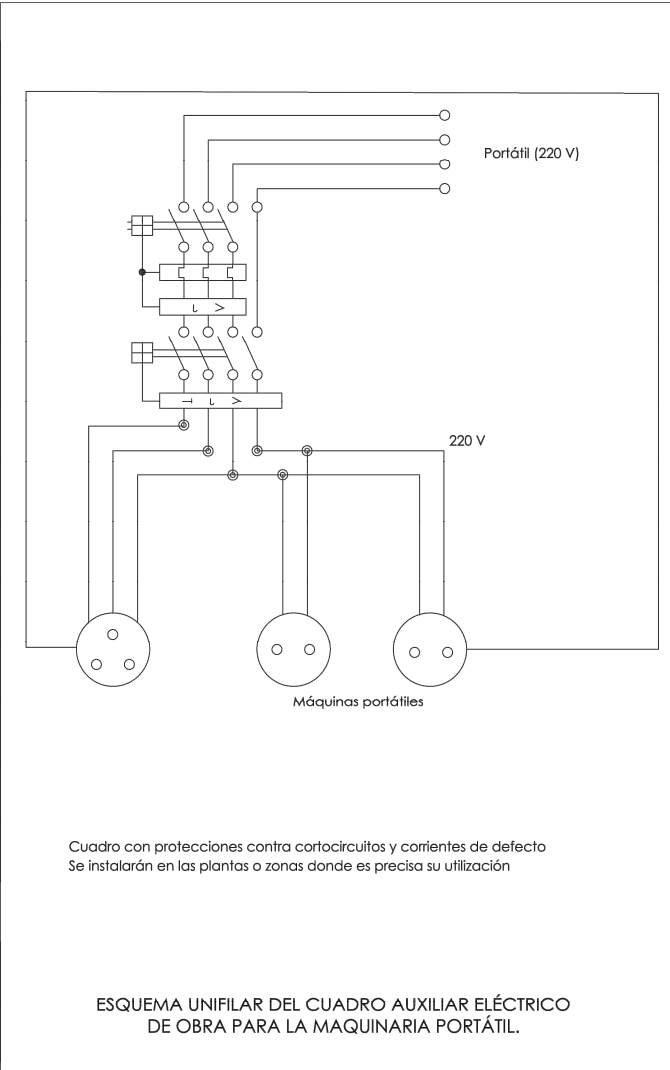 Portátil (220 V)
220 V
Máquinas portátiles
Cuadro con protecciones contra cortocircuitos y corrientes de defecto
Se instalarán en las plantas o zonas donde es precisa su utilización
ESQUEMA UNIFILAR DEL CUADRO AUXILIAR ELÉCTRICO
DE OBRA PARA LA MAQUINARIA PORTÁTIL.